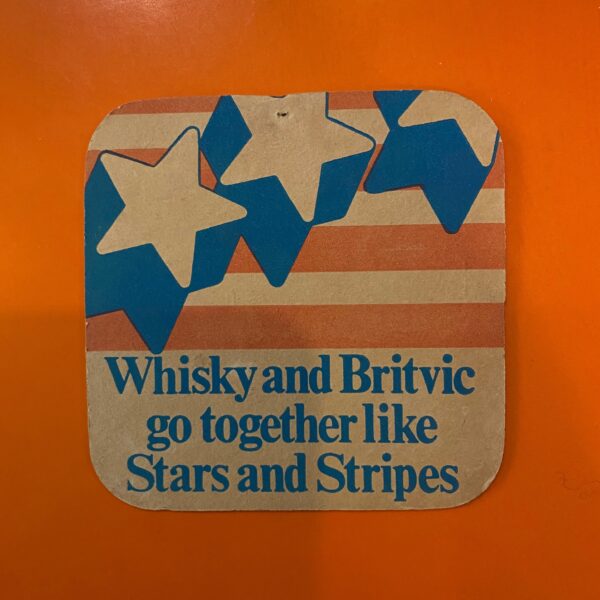 Whisky and Britvic
go together like
Stars and Stripes